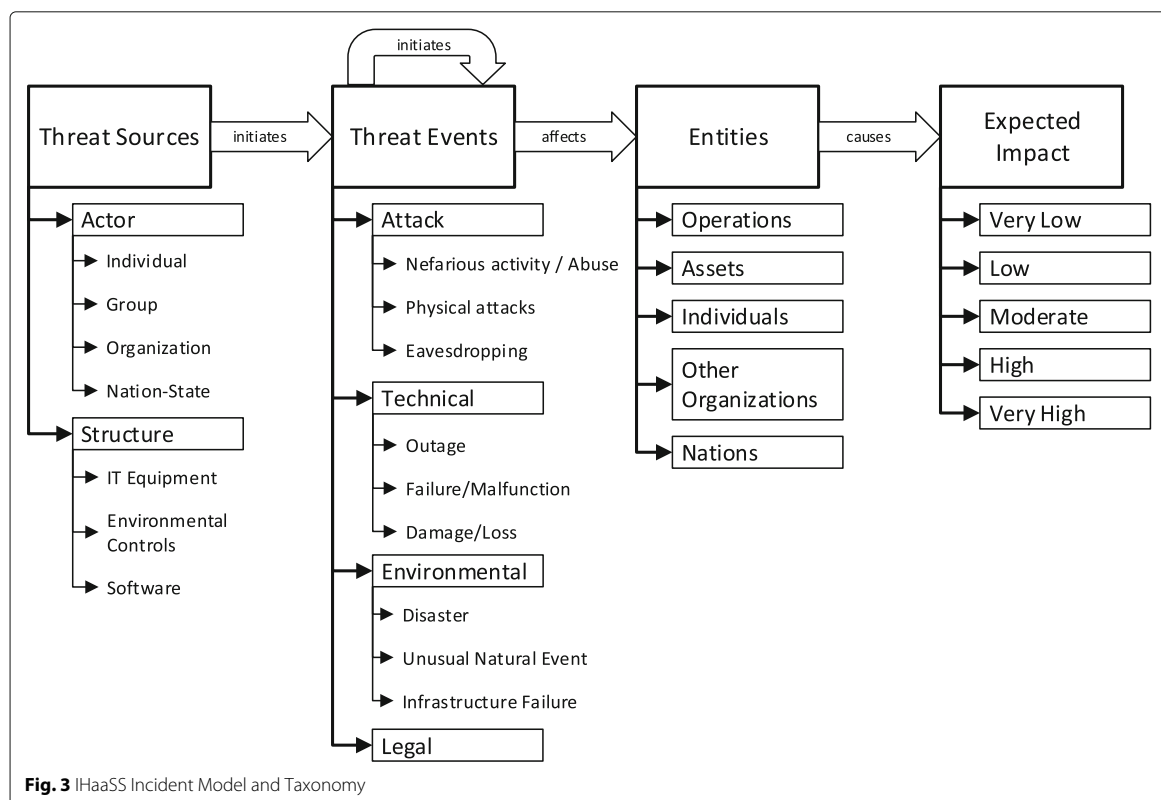 initiates
Threat Sources
initiates
Threat Events
affects
Entities
causes
Expected
Impact
Actor
Individual
Group
Organization
Nation-State
Structure
IT Equipment
Environmental
Controls
Software
Attack
Nefarious activity / Abuse
Physical attacks
Eavesdropping
Technical
Outage
Failure/Malfunction
Damage/Loss
Environmental
Disaster
Unusual Natural Event
Infrastructure Failure
Legal
Operations
Assets
Individuals
Other
Organizations
Nations
Very Low
Low
Moderate
High
Very High
Fig. 3 IHaaSS Incident Model and Taxonomy